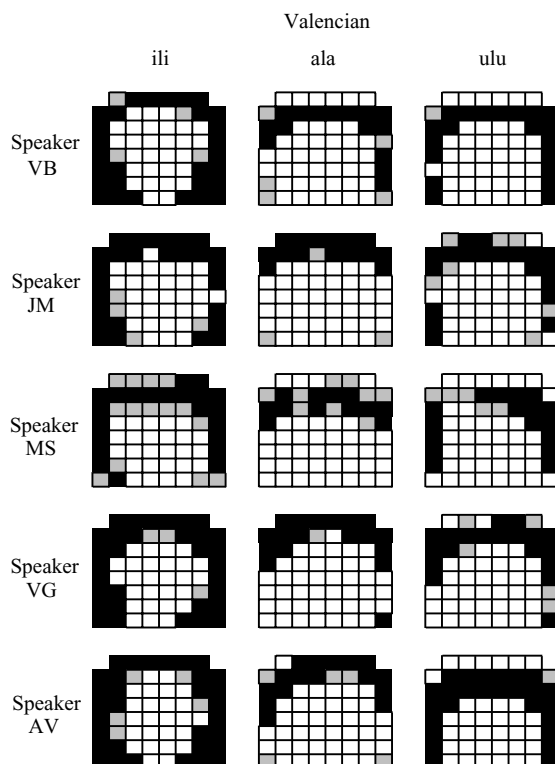 Valencian
ili ala ulu
Speaker
VB
Speaker
JM
Speaker
MS
Speaker
VG
Speaker
AV